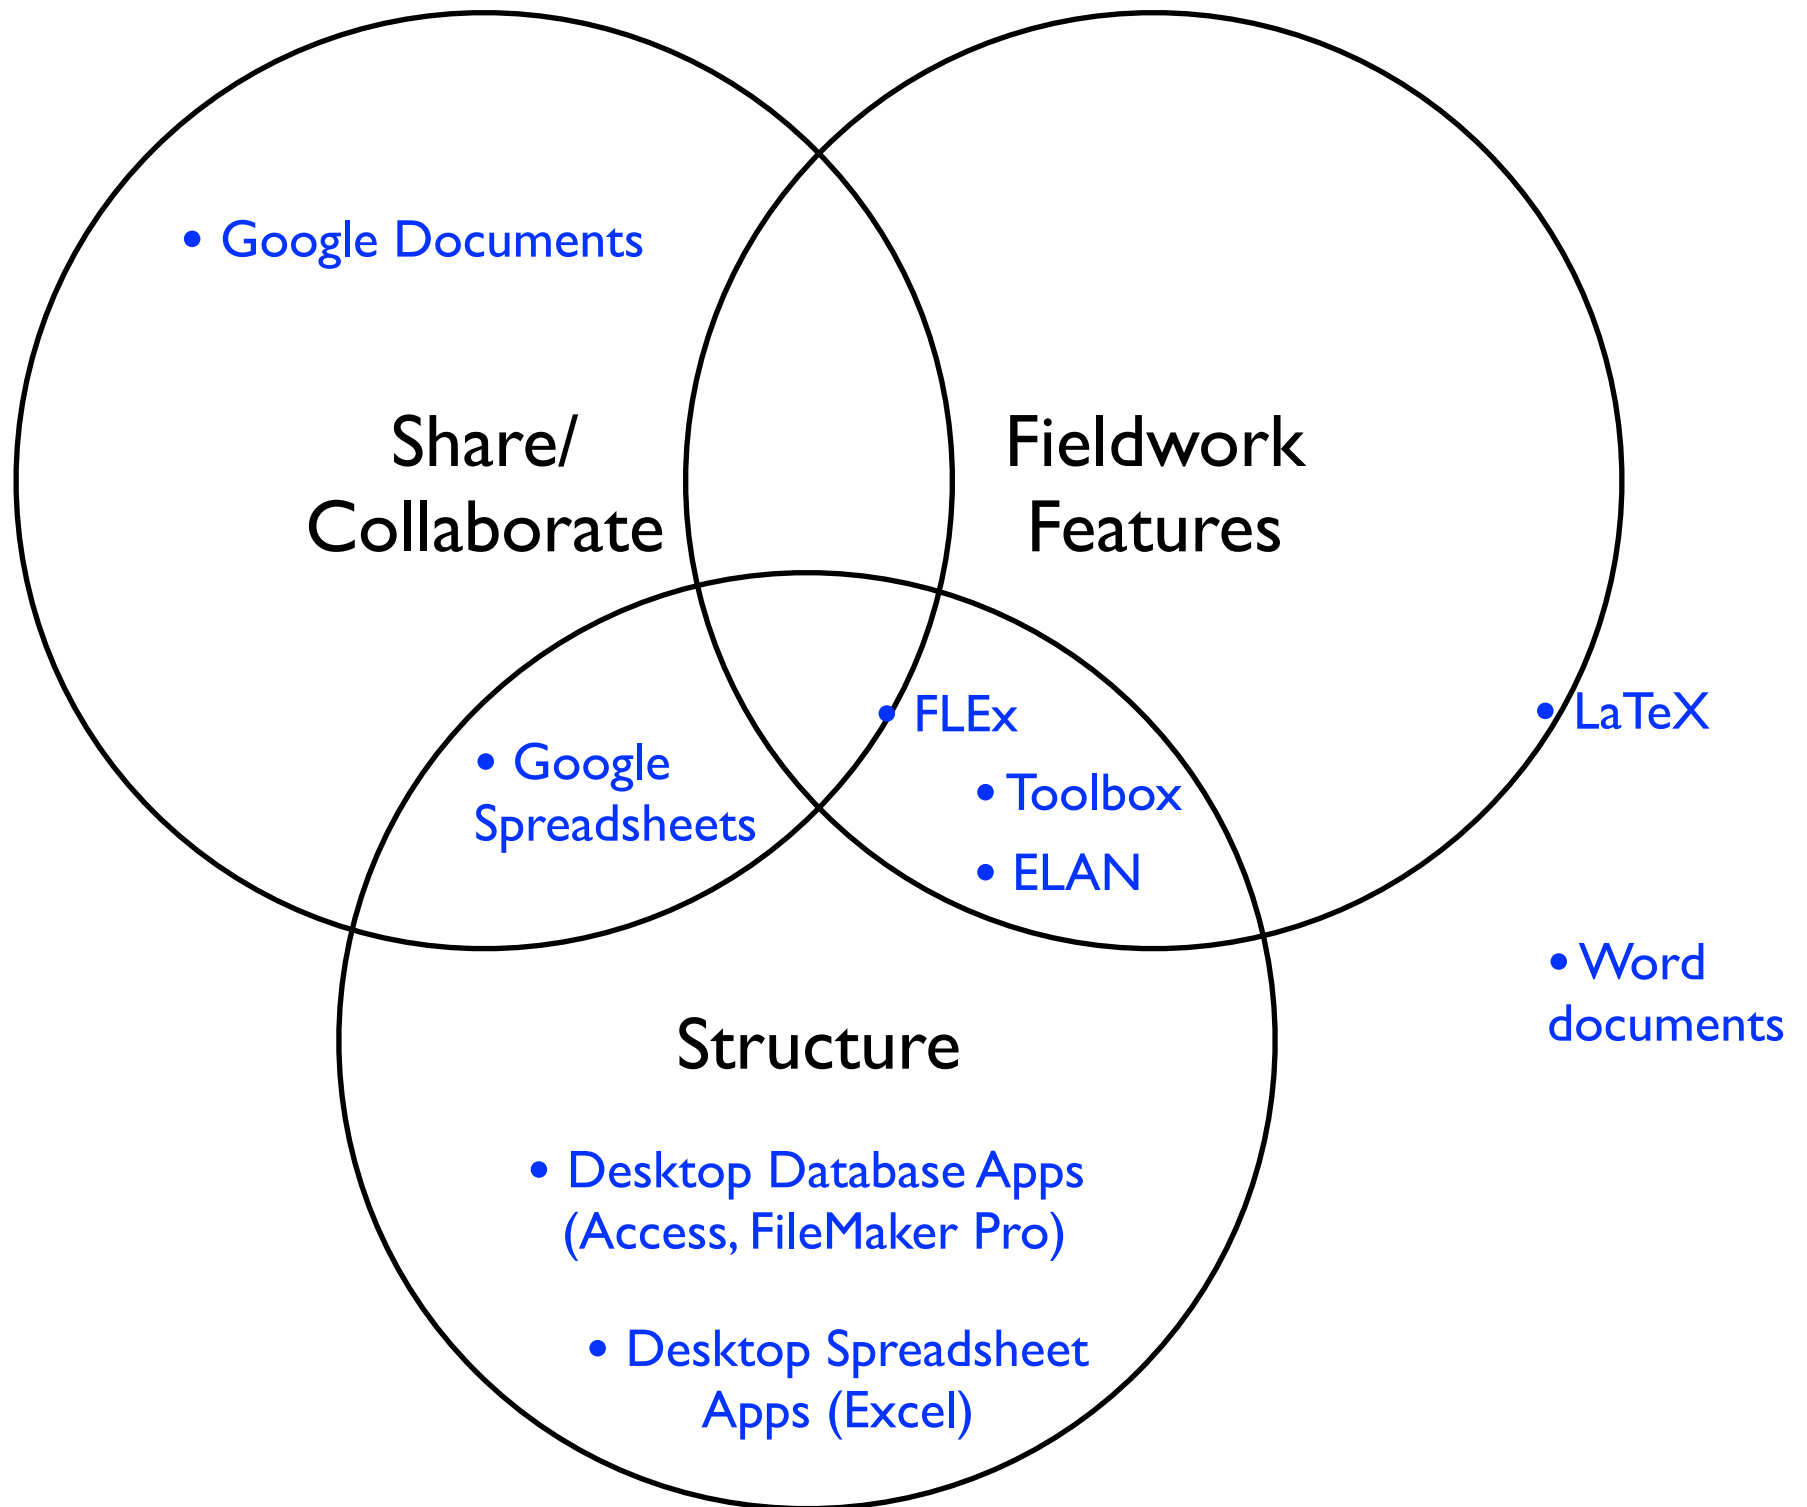 • Google Documents
Share/
Collaborate
Fieldwork
Features
• FLEx
• LaTeX
• Google
Spreadsheets
• Toolbox
• ELAN
• Word
documents
Structure
• Desktop Database Apps
(Access, FileMaker Pro)
• Desktop Spreadsheet
Apps (Excel)